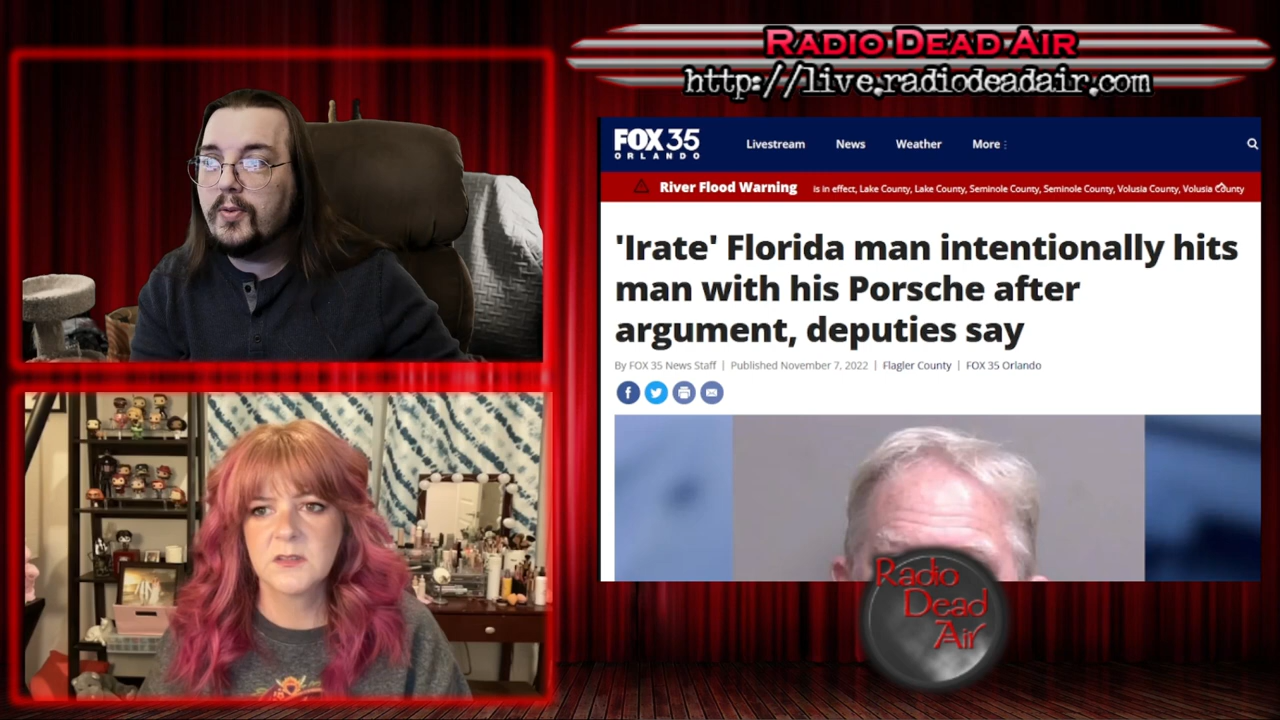 RADIO DEAD AIR
http://live.radiodeadair.com
FOX 35
ORLANDO
Livestream News Weather More
River Flood Warning is in effect, Lake County, Lake County, Seminole County, Seminole County, Volusia County, Volusia County
'Irate' Florida man intentionally hits
man with his Porsche after
argument, deputies say
By FOX 35 News Staff | Published November 7, 2022 | Flagler County | FOX 35 Orlando
Radio
Dead
Air